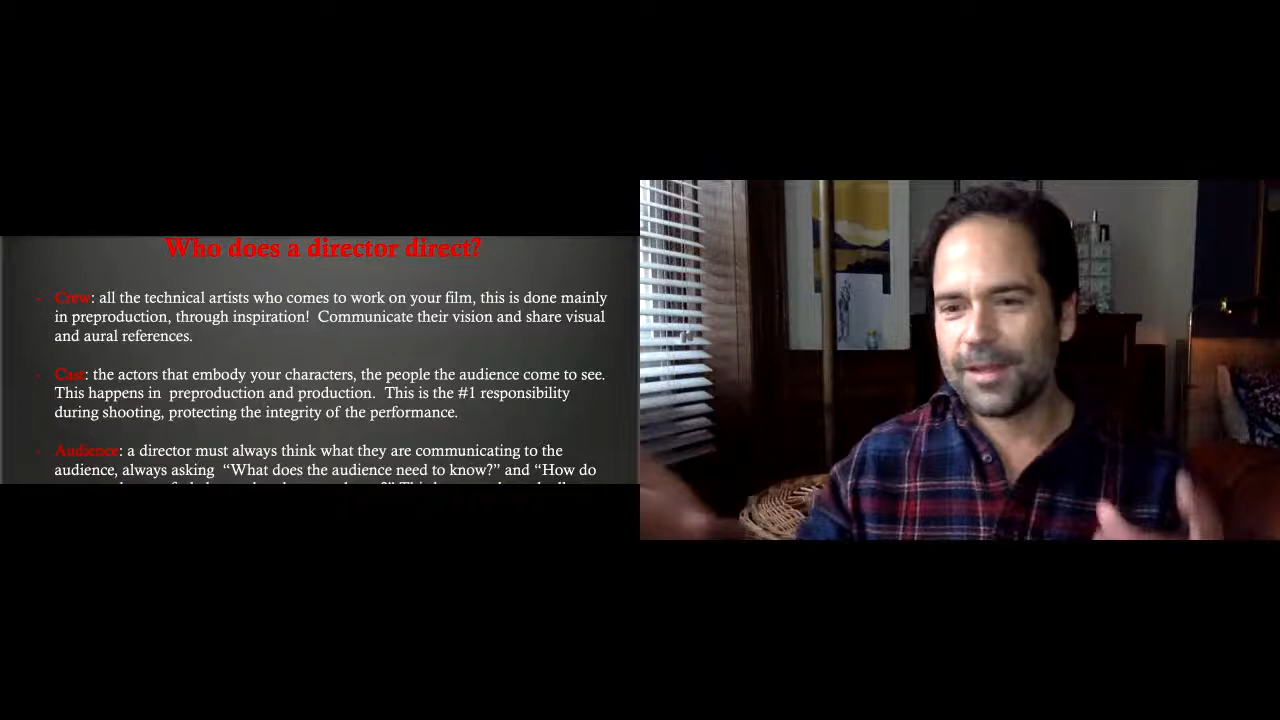 Who does a director direct?
- Crew: all the technical artists who comes to work on your film, this is done mainly
in preproduction, through inspiration!  Communicate their vision and share visual
and aural references.
- Cast: the actors that embody your characters, the people the audience come to see.
This happens in  preproduction and production.  This is the #1 responsibility
during shooting, protecting the integrity of the performance.
- Audience: a director must always think what they are communicating to the
audience, always asking  “What does the audience need to know?” and “How do